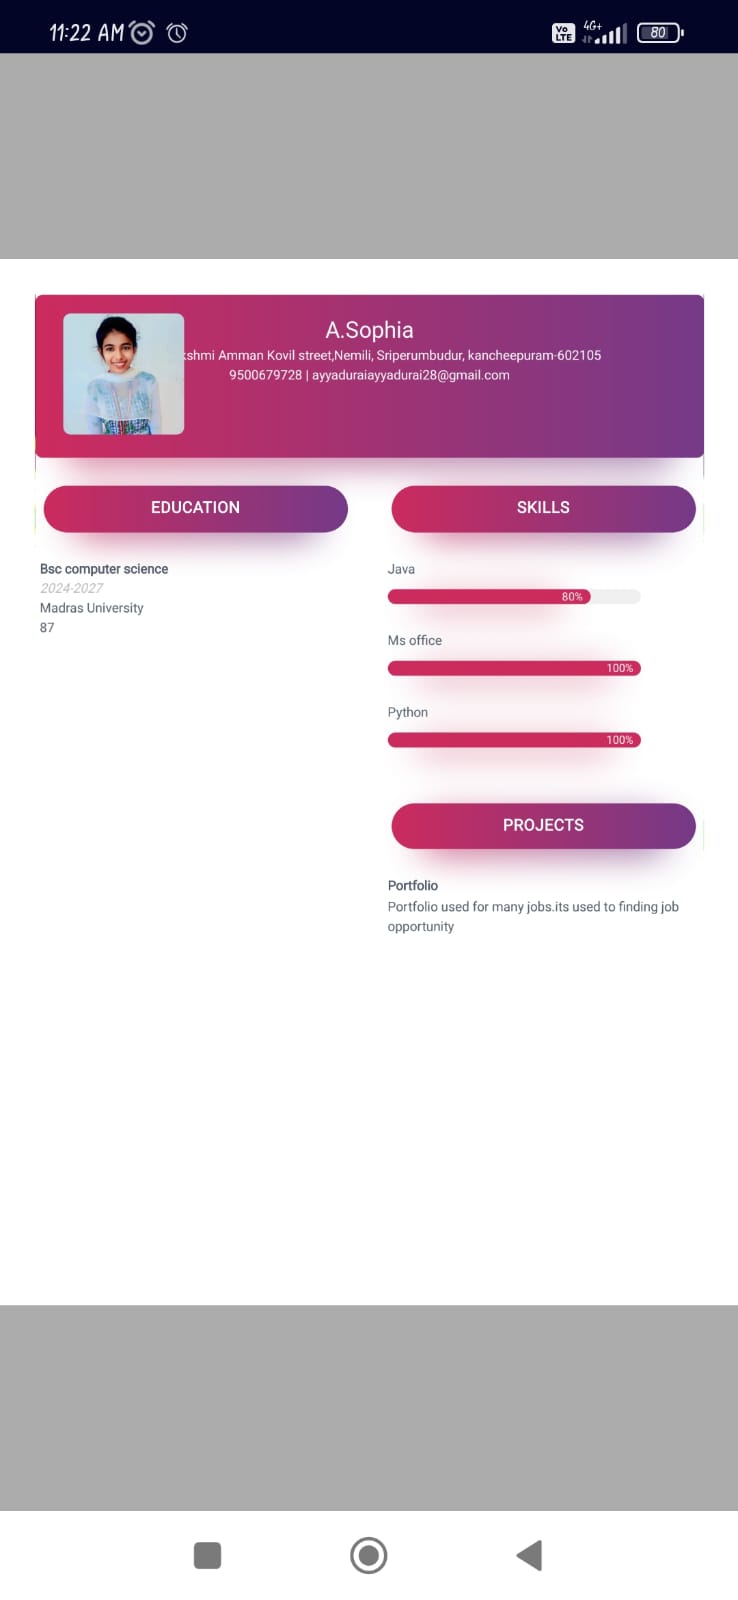 11:22 AM
Vo LTE 4G+ 80
A.Sophia
Amman Kovil street,Nemili, Sriperumbudur, kancheepuram-602105
9500679728 | ayyaduraiayyadurai28@gmail.com
EDUCATION
Bsc computer science
2024-2027
Madras University
87
SKILLS
Java
80%
Ms office
100%
Python
100%
PROJECTS
Portfolio
Portfolio used for many jobs.its used to finding job
opportunity